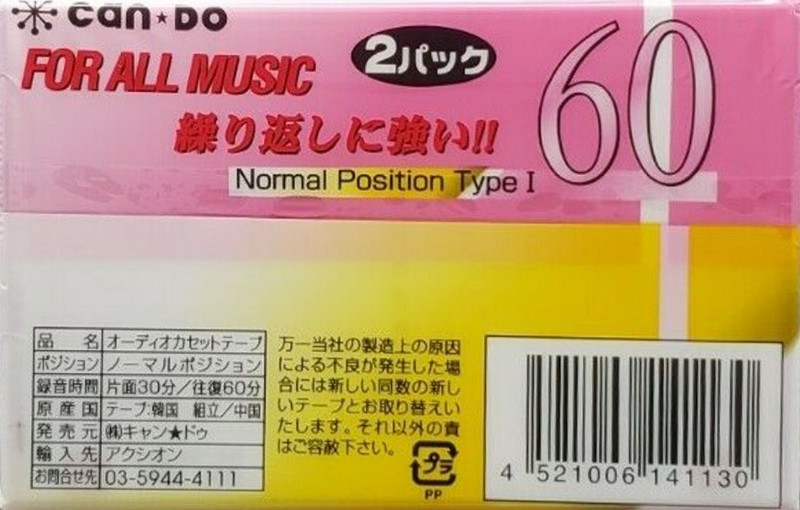 can★DO
FOR ALL MUSIC
2パック
60
繰り返しに強い!!
Normal Position Type I
品名 オーディオカセットテープ
ポジション ノーマルポジション
録音時間 片面30分/往復60分
原産国 テープ:韓国 組立/中国
発売元 ㈱キャン★ドゥ
輸入先 アクシオン
お問合せ先 03-5944-4111
万一当社の製造上の原因
による不良が発生した場
合には新しい同数の新し
いテープとお取り替えい
たします。それ以外の責
はご容赦下さい。
プラ
PP
4 521006 141130